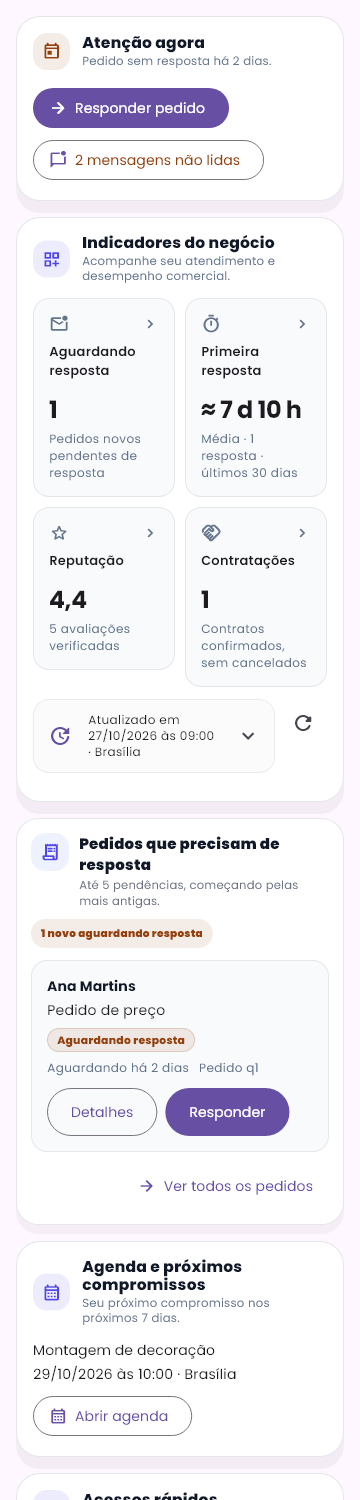 Atenção agora
Pedido sem resposta há 2 dias.
Responder pedido
2 mensagens não lidas
Indicadores do negócio
Acompanhe seu atendimento e
desempenho comercial.
Aguardando
resposta
1
Pedidos novos
pendentes de
resposta
Primeira
resposta
≈ 7 d 10 h
Média · 1
resposta ·
últimos 30 dias
Reputação
4,4
5 avaliações
verificadas
Contratações
1
Contratos
confirmados,
sem cancelados
Atualizado em
27/10/2026 às 09:00
· Brasília
Pedidos que precisam de
resposta
Até 5 pendências, começando pelas
mais antigas.
1 novo aguardando resposta
Ana Martins
Pedido de preço
Aguardando resposta
Aguardando há 2 dias Pedido q1
Detalhes
Responder
Ver todos os pedidos
Agenda e próximos
compromissos
Seu próximo compromisso nos
próximos 7 dias.
Montagem de decoração
29/10/2026 às 10:00 · Brasília
Abrir agenda
Acessos rápidos